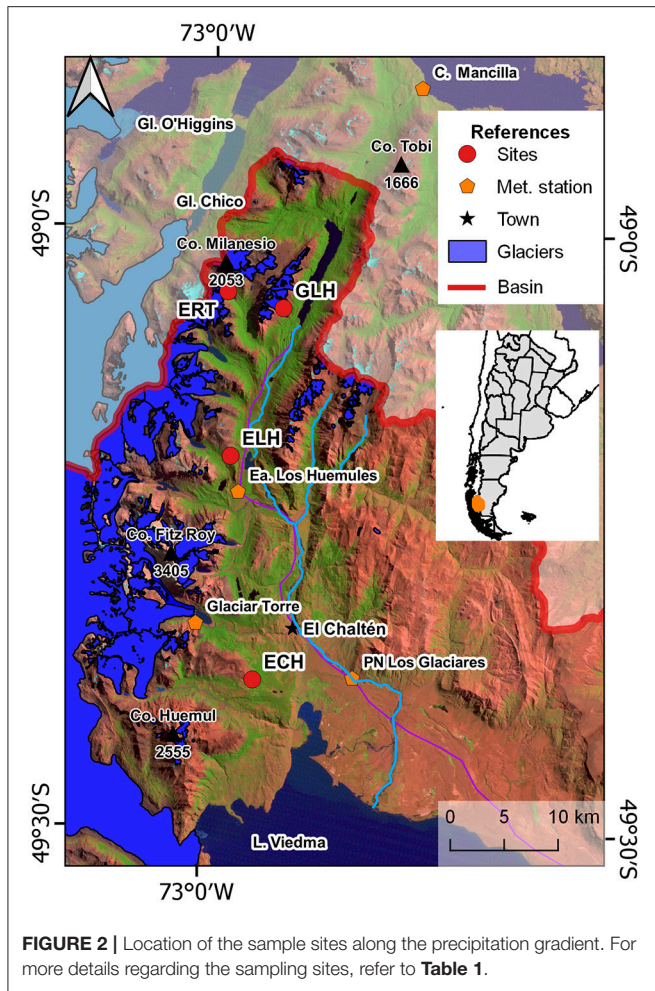 73°0′W
C. Mancilla
Gl. O'Higgins
References
Sites
Met. station
Town
Glaciers
Basin
Co. Tobi
1666
Gl. Chico
49°0′S
49°0′S
Co. Milanesio
2053
ERT
GLH
ELH
Ea. Los Huemules
Co. Fitz Roy
3405
Glaciar Torre
El Chaltén
ECH
PN Los Glaciares
Co. Huemul
2555
0 5 10 km
49°30′S
49°30′S
L. Viedma
73°0′W
FIGURE 2 | Location of the sample sites along the precipitation gradient. For
more details regarding the sampling sites, refer to Table 1.